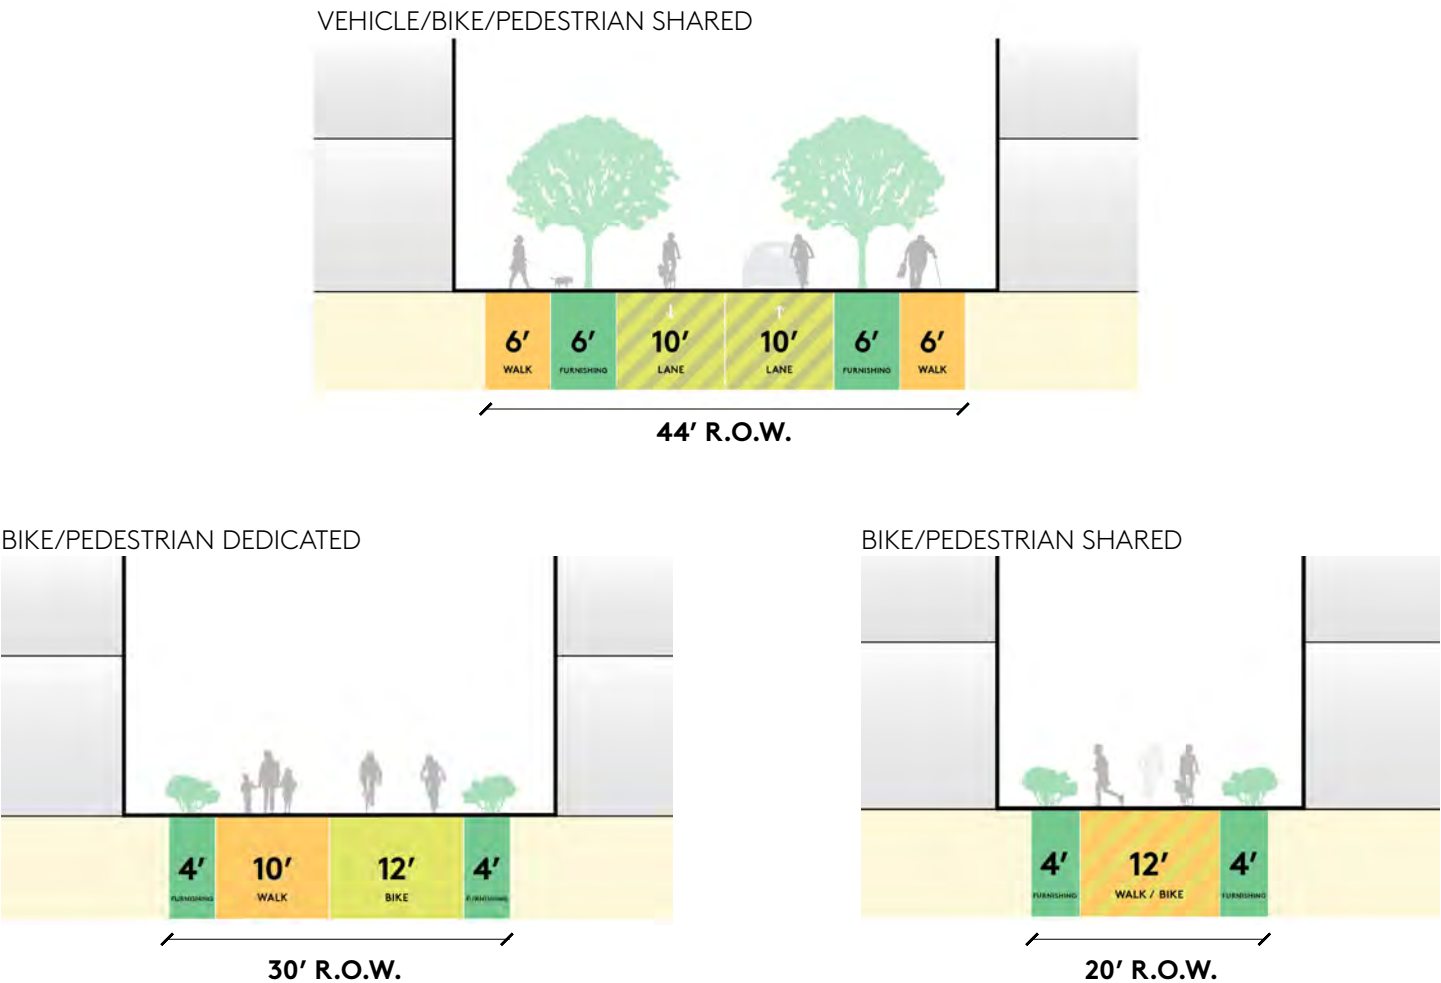 VEHICLE/BIKE/PEDESTRIAN SHARED
6' 6' 10' 10' 6' 6'
WALK FURNISHING LANE LANE FURNISHING WALK
44' R.O.W.
BIKE/PEDESTRIAN DEDICATED
4' 10' 12' 4'
FURNISHING WALK BIKE FURNISHING
30' R.O.W.
BIKE/PEDESTRIAN SHARED
4' 12' 4'
FURNISHING WALK / BIKE FURNISHING
20' R.O.W.